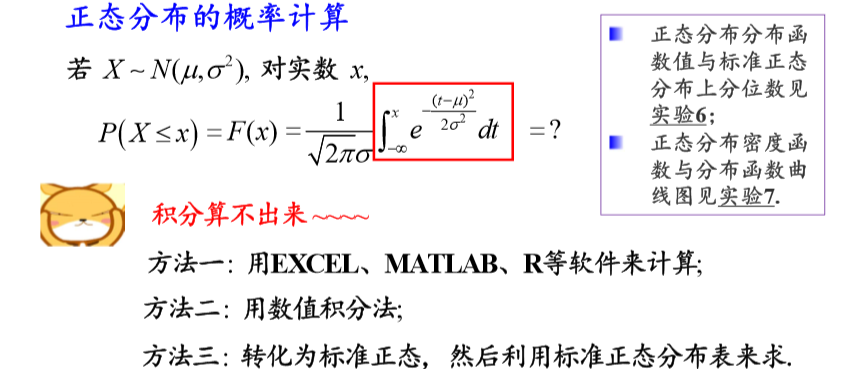 正态分布的概率计算
若 X ~ N(μ,σ²), 对实数 x,
P(X ≤ x) = F(x) = \frac{1}{\sqrt{2π}σ} \int_{-∞}^{x} e^{-\frac{(t-μ)^2}{2σ^2}} dt = ?
积分算不出来~~~~
方法一：用EXCEL、MATLAB、R等软件来计算;
方法二：用数值积分法;
方法三：转化为标准正态，然后利用标准正态分布表来求.
正态分布分布函
数值与标准正态
分布上分位数见
实验6;
正态分布密度函
数与分布函数曲
线图见实验7.